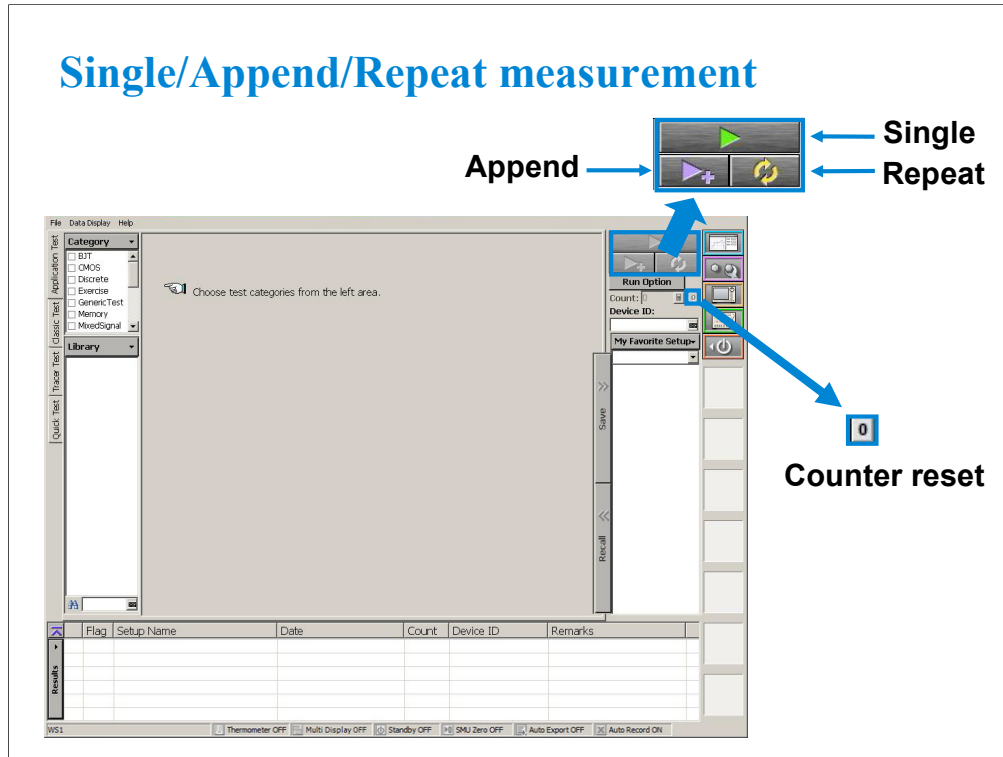 Single/Append/Repeat measurement
Single
Append
Repeat
File Data Display Help
Application Test
Classic Test
Tracer Test
Quick Test
Category
BJT
CMOS
Discrete
Exercise
GenericTest
Memory
MixedSignal
Library
Choose test categories from the left area.
Save
Recall
Run Option
Count: 0
0
Device ID:
My Favorite Setup
0
Counter reset
Flag Setup Name Date Count Device ID Remarks
Results
WS1 Thermometer OFF Multi Display OFF Standby OFF SMU Zero OFF Auto Export OFF Auto Record ON